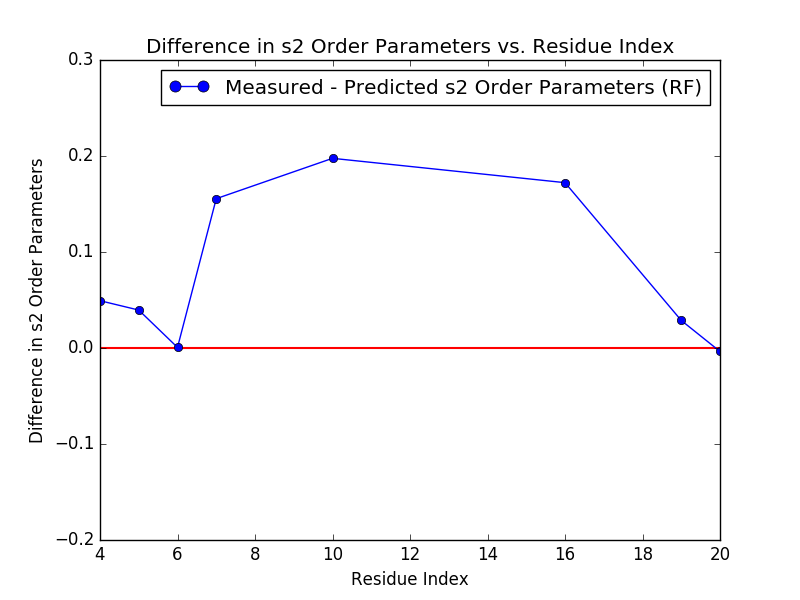 Difference in s2 Order Parameters vs. Residue Index
Measured - Predicted s2 Order Parameters (RF)
Difference in s2 Order Parameters
0.3
0.2
0.1
0.0
−0.1
−0.2
4 6 8 10 12 14 16 18 20
Residue Index